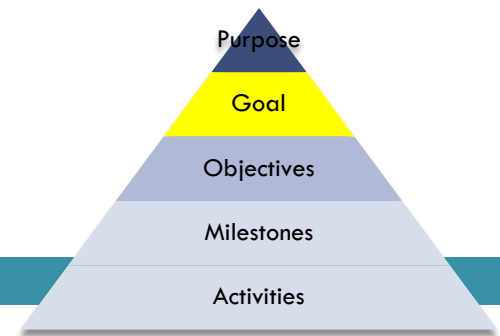 Purpose
Goal
Objectives
Milestones
Activities